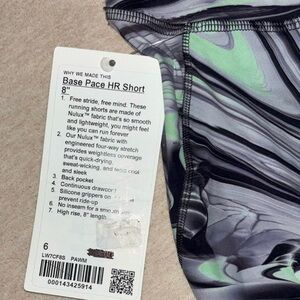 WHY WE MADE THIS
Base Pace HR Short
8"
1. Free stride, free mind. These
running shorts are made of
Nulux™ fabric that's so smooth
and lightweight, you might feel
like you can run forever
2. Our Nulux™ fabric with
engineered four-way stretch
provides weightless coverage
that's quick-drying,
sweat-wicking, and
and sleek
3. Back pocket
4. Continuous drawcord
5. Silicone grippers on
prevent ride-up
6. No inseam for a smooth
7. High rise, 8" length
6
LW7CF8S PAWM
000143425914